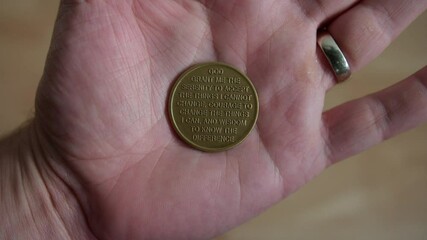 GOD
GRANT ME THE
SERENITY TO ACCEPT
THE THINGS I CANNOT
CHANGE, COURAGE TO
CHANGE THE THINGS
I CAN, AND WISDOM
TO KNOW THE
DIFFERENCE